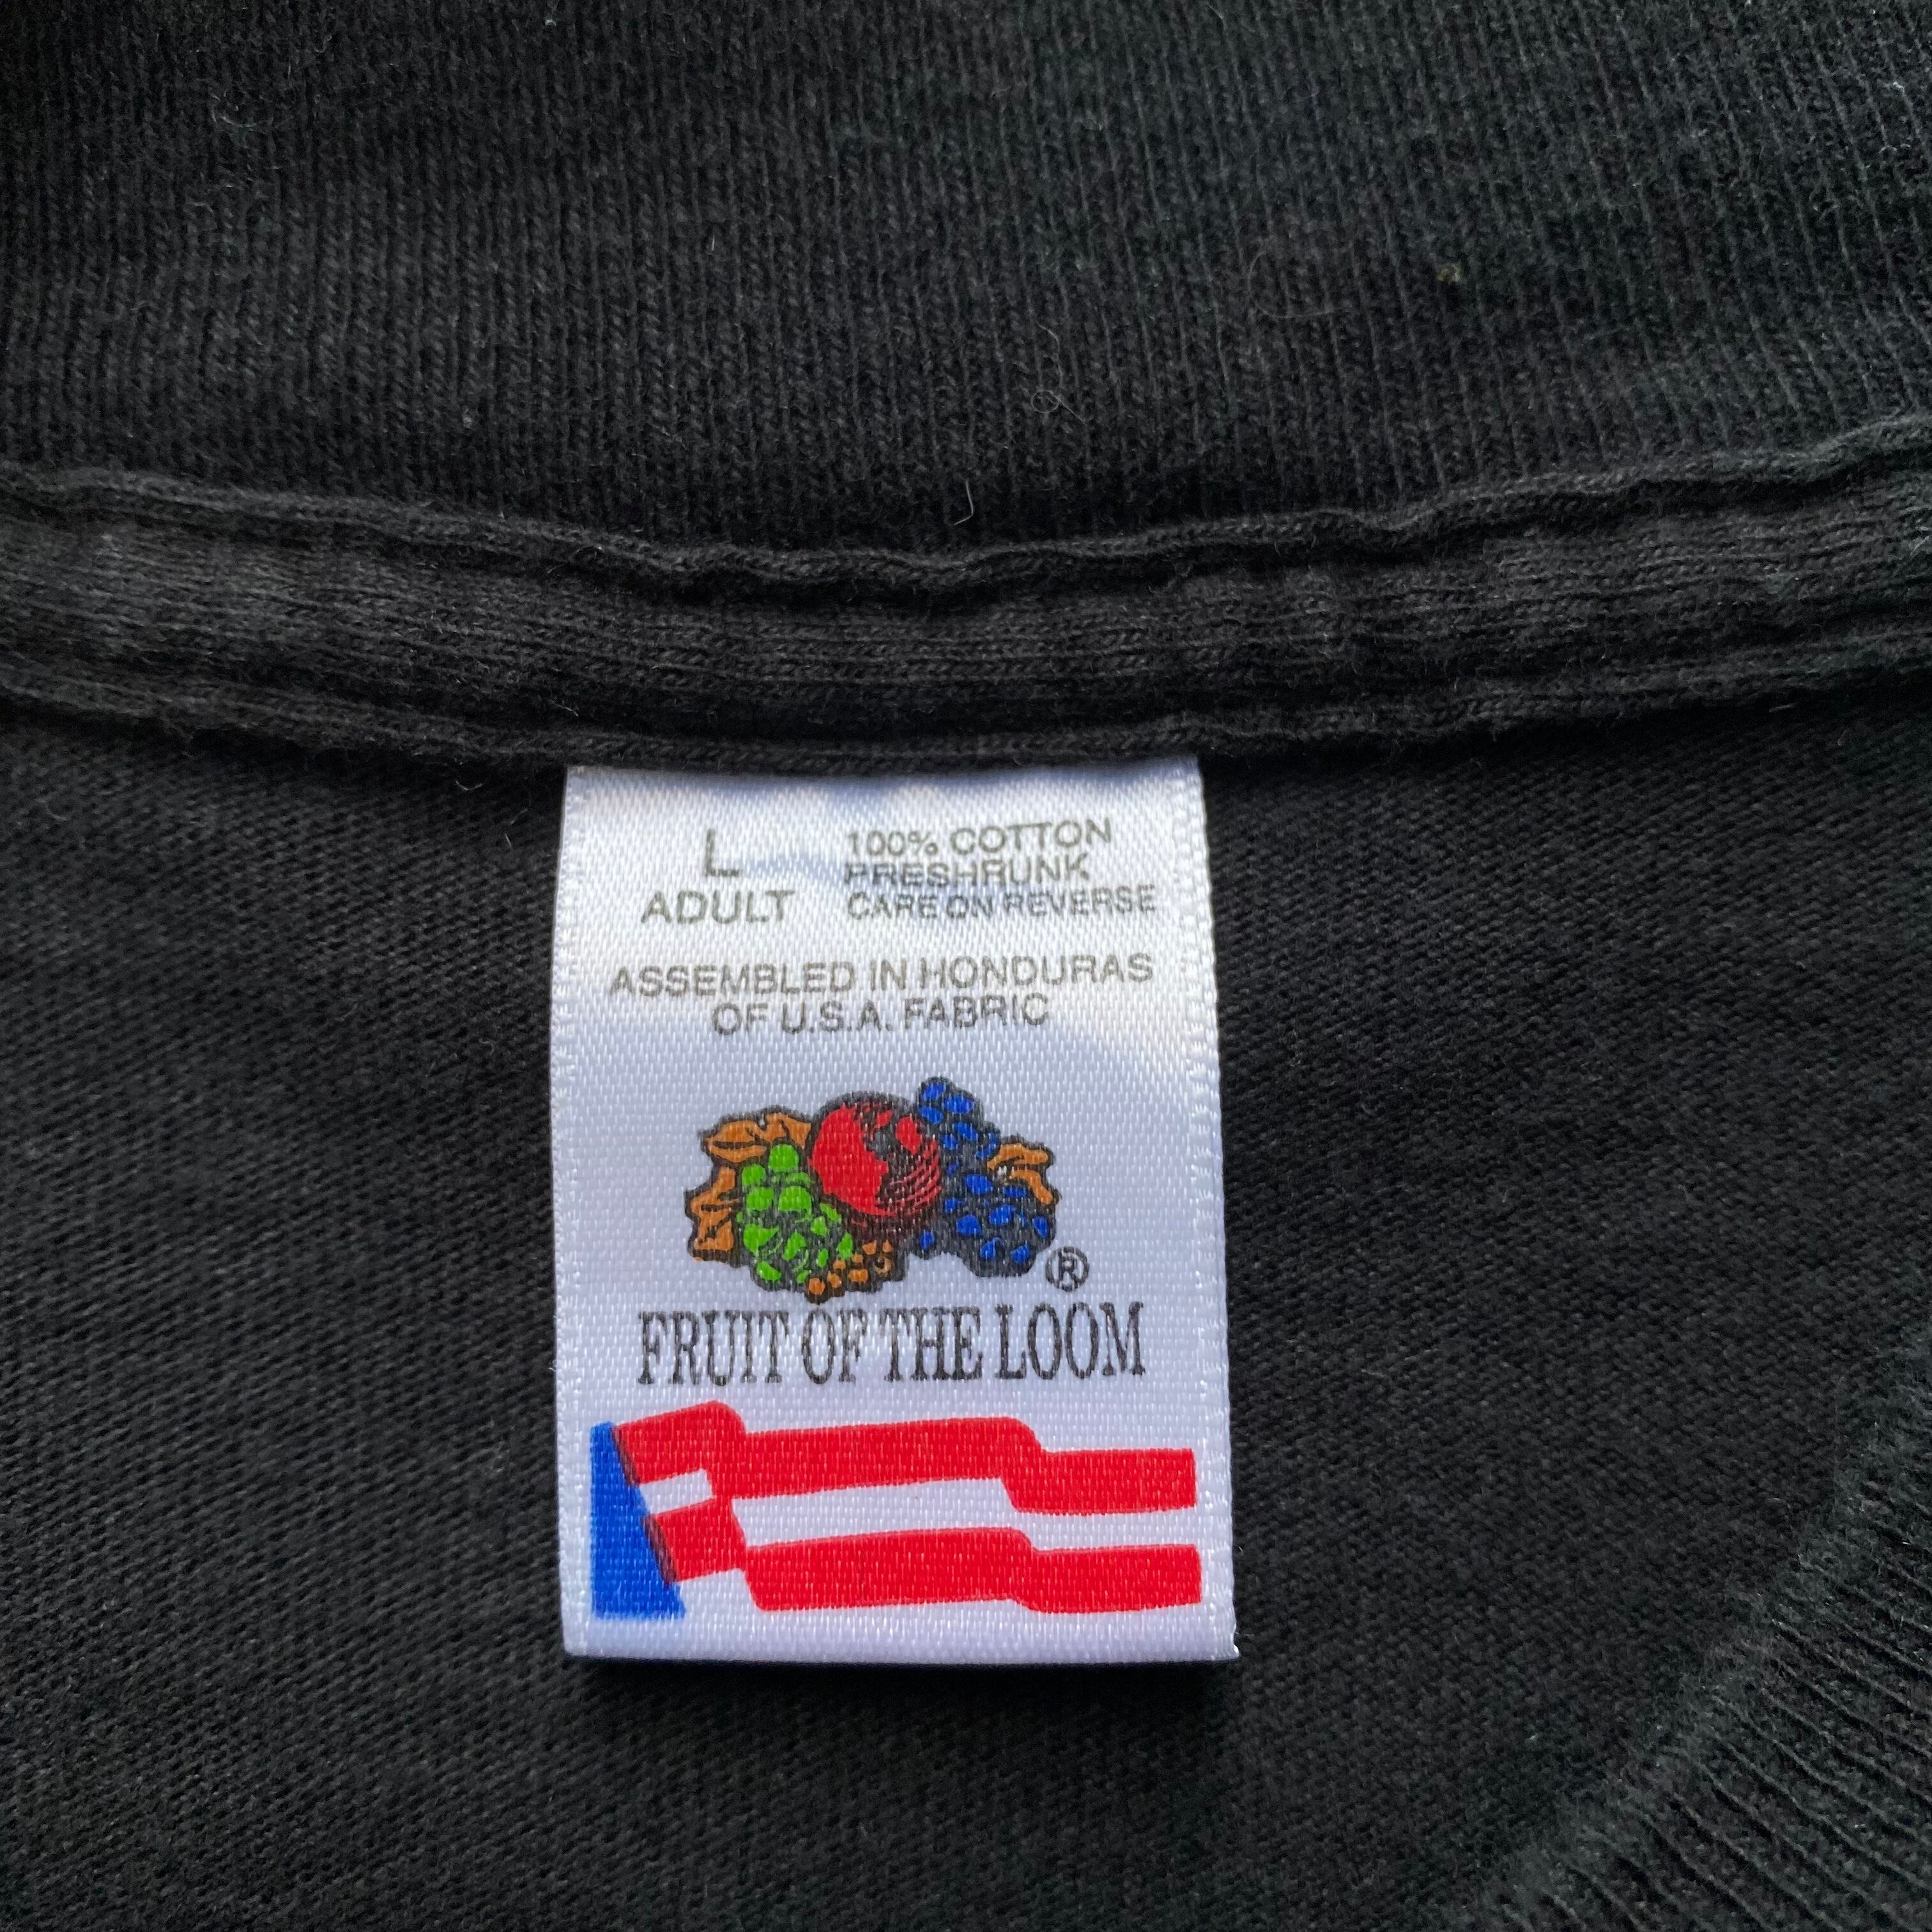 L
ADULT
100% COTTON
PRESHRUNK
CARE ON REVERSE
ASSEMBLED IN HONDURAS
OF U.S.A. FABRIC
®
FRUIT OF THE LOOM